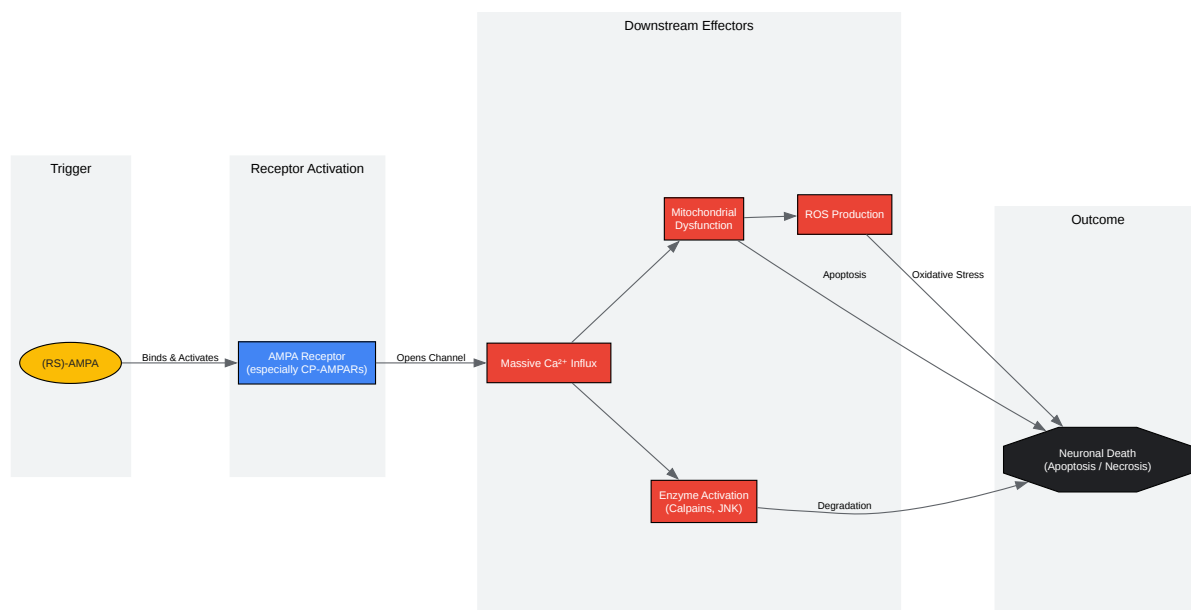 Downstream Effectors
Trigger
Receptor Activation
Outcome
Mitochondrial
Dysfunction
ROS Production
Apoptosis
Oxidative Stress
(RS)-AMPA
Binds & Activates
AMPA Receptor
(especially CP-AMPARs)
Opens Channel
Massive Ca²⁺ Influx
Neuronal Death
(Apoptosis / Necrosis)
Enzyme Activation
(Calpains, JNK)
Degradation